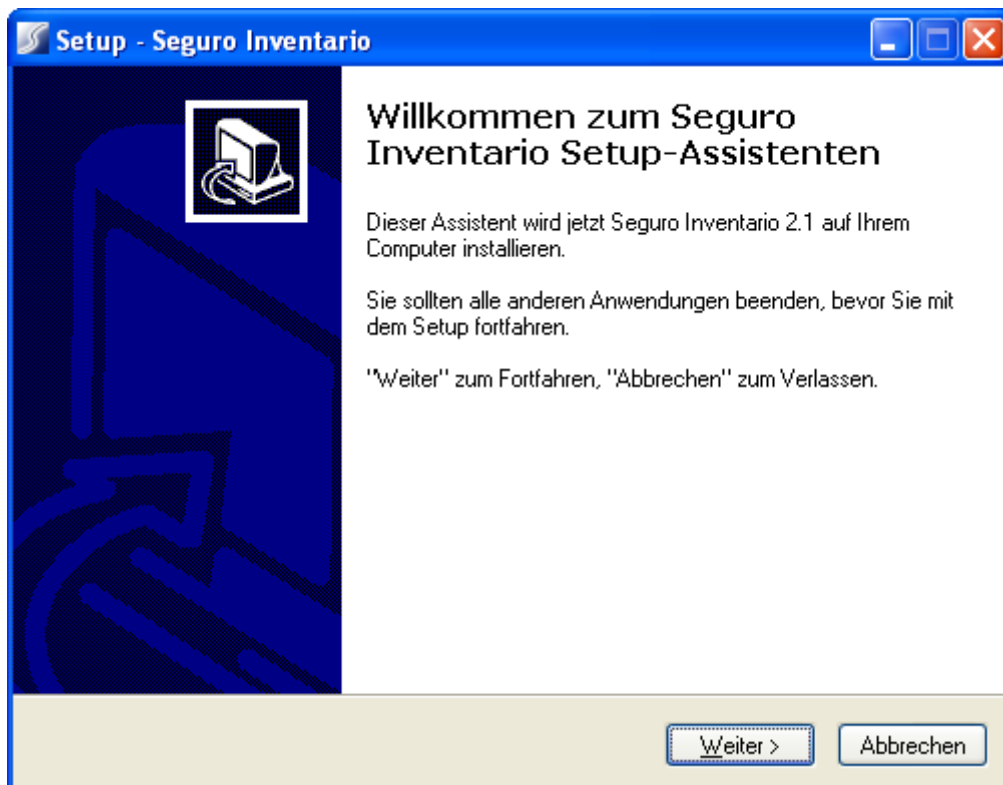 Setup - Seguro Inventario
Willkommen zum Seguro
Inventario Setup-Assistenten
Dieser Assistent wird jetzt Seguro Inventario 2.1 auf Ihrem
Computer installieren.
Sie sollten alle anderen Anwendungen beenden, bevor Sie mit
dem Setup fortfahren.
"Weiter" zum Fortfahren, "Abbrechen" zum Verlassen.
Weiter >
Abbrechen